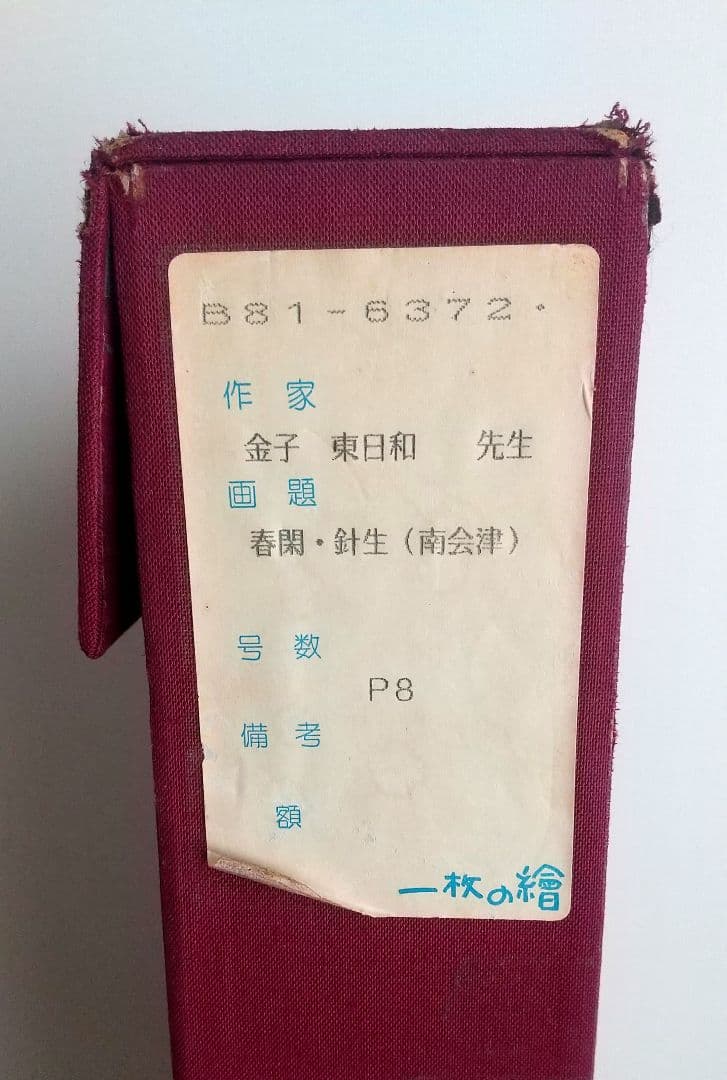 B81-6372.
作家
金子 東日和 先生
画題
春閑・針生(南会津)
号数
P8
備考
額
一枚の繪